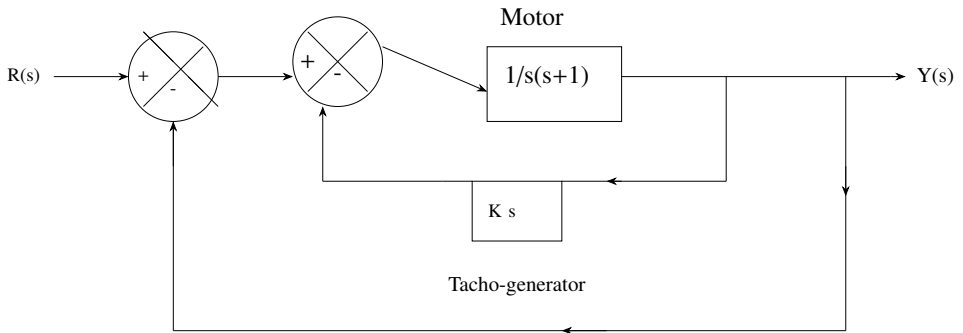 Motor
R(s)
+
-
+
-
1/s(s+1)
Y(s)
K s
Tacho-generator